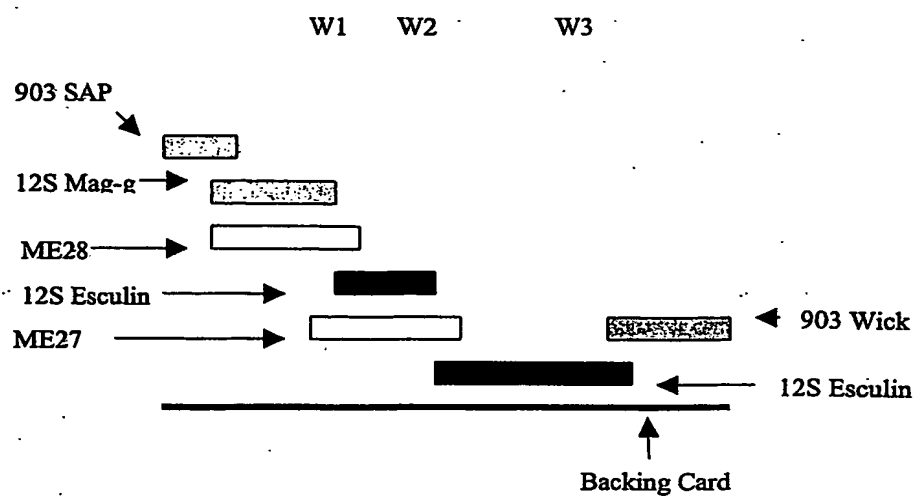 W1 W2 W3
903 SAP
12S Mag-g
ME28
12S Esculin
ME27
903 Wick
12S Esculin
Backing Card